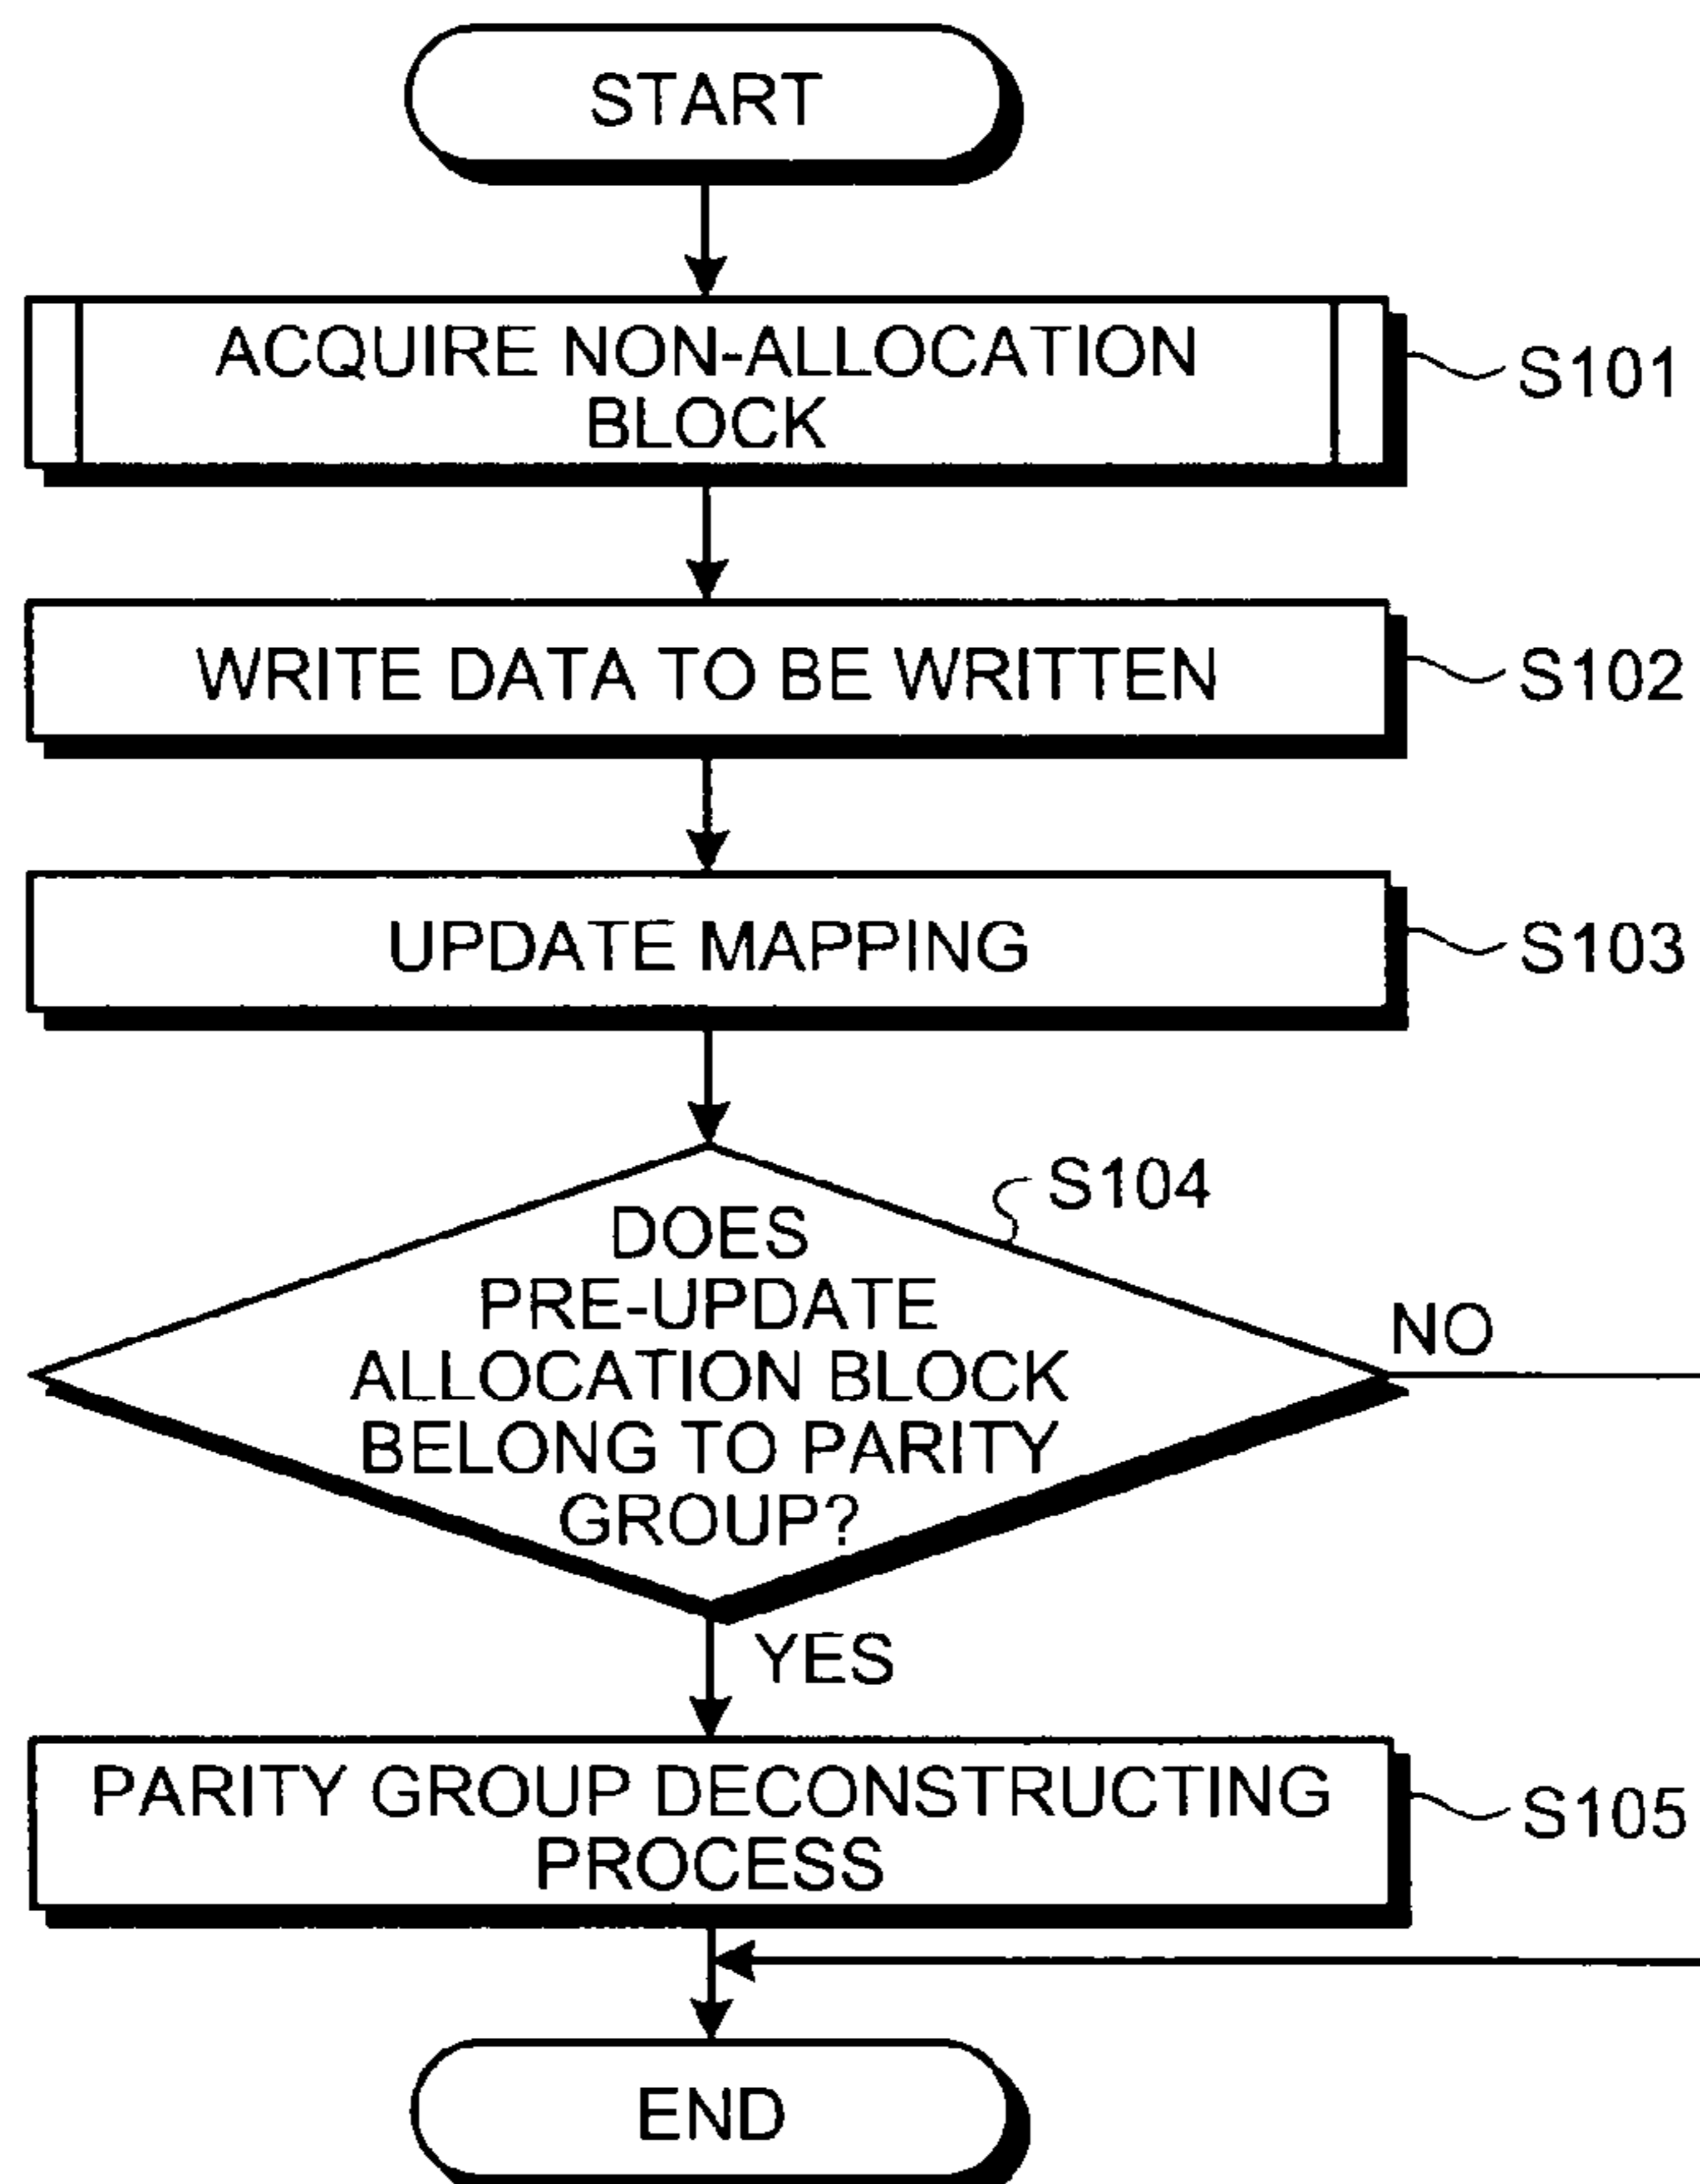 START
ACQUIRE NON-ALLOCATION
BLOCK
S101
WRITE DATA TO BE WRITTEN
S102
UPDATE MAPPING
S103
S104
DOES
PRE-UPDATE
ALLOCATION BLOCK
BELONG TO PARITY
GROUP?
NO
YES
PARITY GROUP DECONSTRUCTING
PROCESS
S105
END